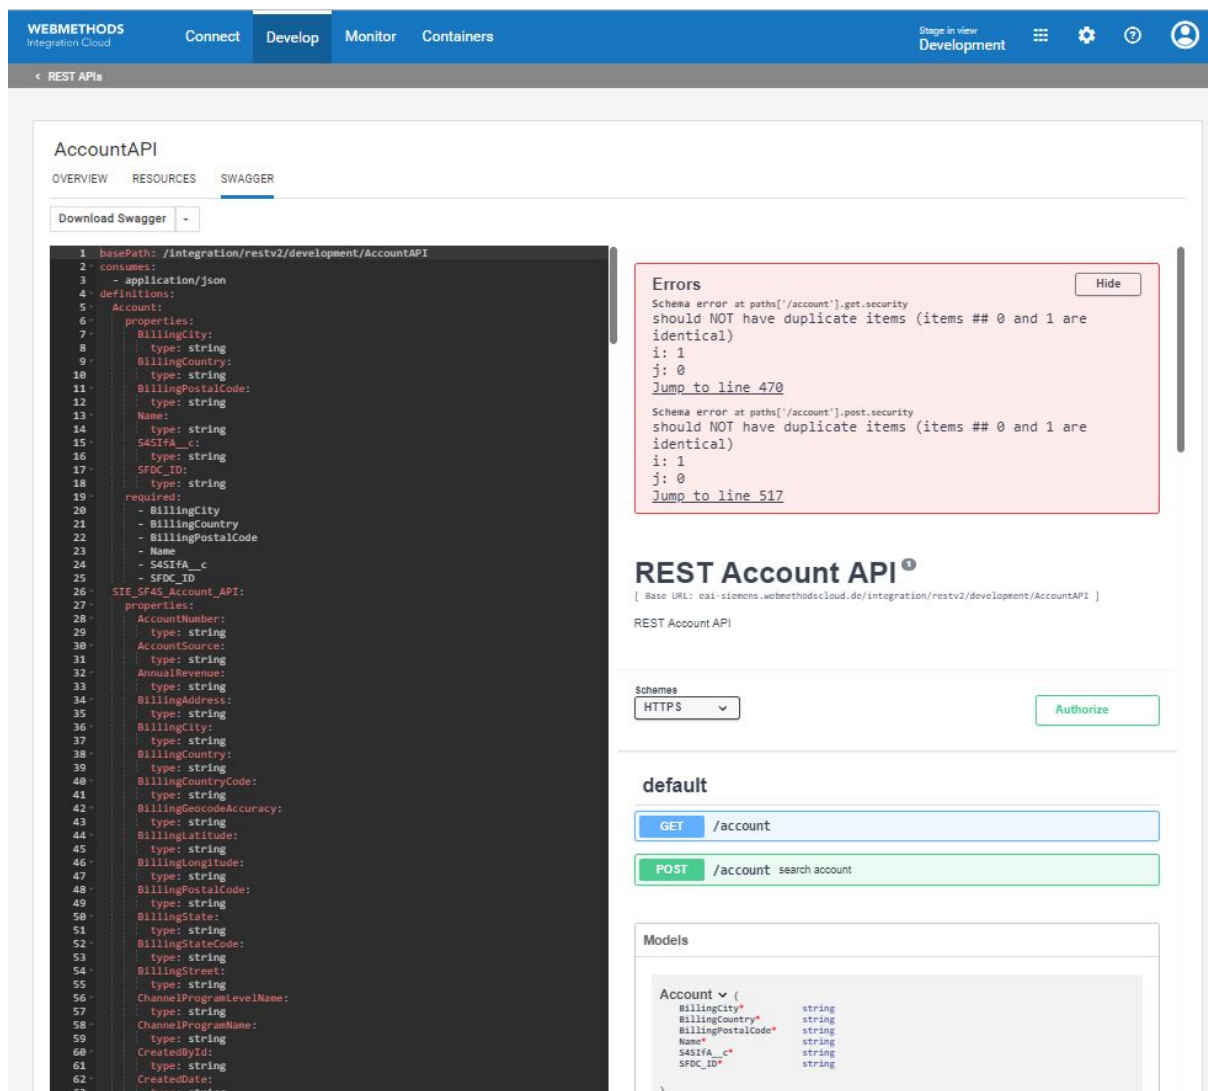 WEBMETHODS
Integration Cloud
Connect Develop Monitor Containers
Stage in view
Development
< REST APIs
AccountAPI
OVERVIEW RESOURCES SWAGGER
Download Swagger
1 basePath: /integration/restv2/development/AccountAPI
2 consumes:
3 - application/json
4 definitions:
5 Account:
6 properties:
7 BillingCity:
8 type: string
9 BillingCountry:
10 type: string
11 BillingPostalCode:
12 type: string
13 Name:
14 type: string
15 S4SIfA__c:
16 type: string
17 SFDC_ID:
18 type: string
19 required:
20 - BillingCity
21 - BillingCountry
22 - BillingPostalCode
23 - Name
24 - S4SIfA__c
25 - SFDC_ID
26 SIE_SF4S_Account_API:
27 properties:
28 AccountNumber:
29 type: string
30 AccountSource:
31 type: string
32 AnnualRevenue:
33 type: string
34 BillingAddress:
35 type: string
36 BillingCity:
37 type: string
38 BillingCountry:
39 type: string
40 BillingCountryCode:
41 type: string
42 BillingGeocodeAccuracy:
43 type: string
44 BillingLatitude:
45 type: string
46 BillingLongitude:
47 type: string
48 BillingPostalCode:
49 type: string
50 BillingState:
51 type: string
52 BillingStateCode:
53 type: string
54 BillingStreet:
55 type: string
56 ChannelProgramLevelName:
57 type: string
58 ChannelProgramName:
59 type: string
60 CreatedById:
61 type: string
62 CreatedDate:
Errors
Hide
Schema error at paths['/account'].get.security
should NOT have duplicate items (items ## 0 and 1 are
identical)
i: 1
j: 0
Jump to line 470
Schema error at paths['/account'].post.security
should NOT have duplicate items (items ## 0 and 1 are
identical)
i: 1
j: 0
Jump to line 517
REST Account API
[ Base URL: eai-siemens.webmethodscloud.de/integration/restv2/development/AccountAPI ]
REST Account API
Schemes
HTTPS
Authorize
default
GET /account
POST /account search account
Models
Account {
BillingCity* string
BillingCountry* string
BillingPostalCode* string
Name* string
S4SIfA__c* string
SFDC_ID* string